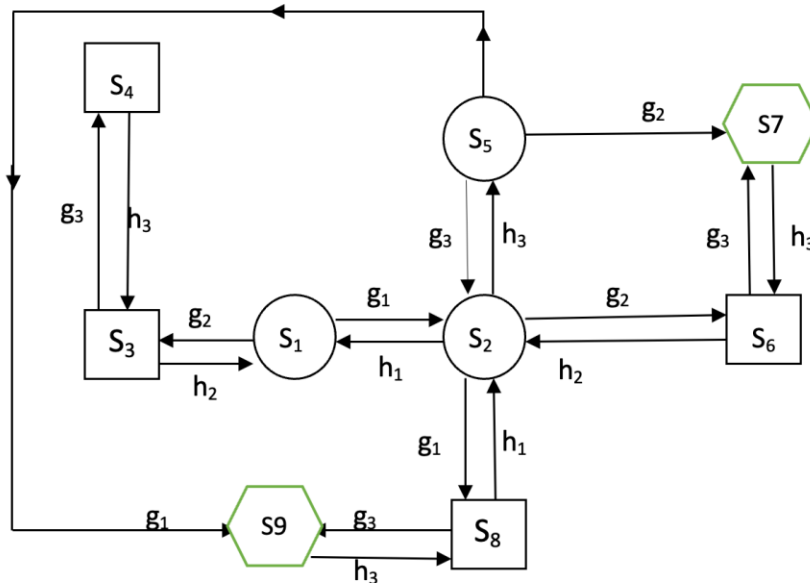 S₄
S₅
g₂
S7
g₃
h₃
g₃
h₃
g₃
h₃
g₂
g₁
g₂
S₃
S₁
S₂
S₆
h₂
h₁
h₂
g₁
h₁
g₁
S9
g₃
S₈
h₃